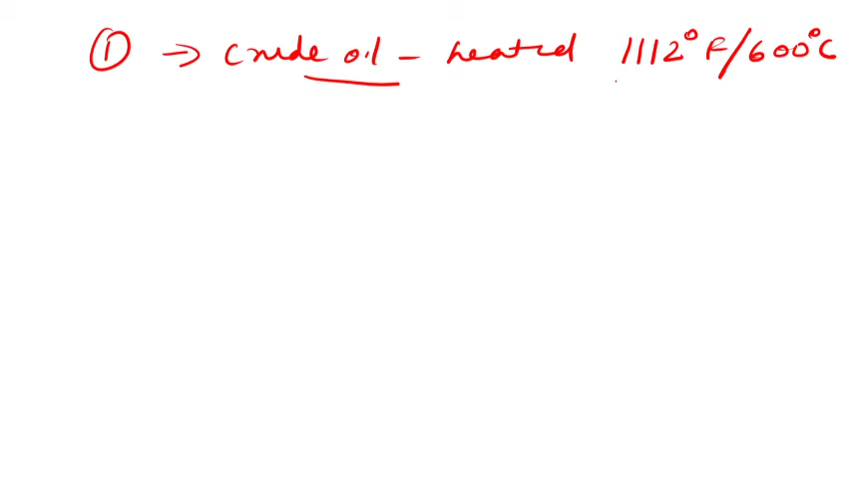 ① → crude oil - heated 1112°F/600°C